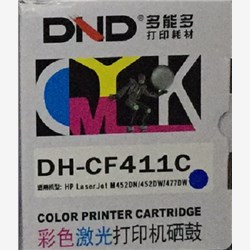 DND 多能多
打印耗材
CMYK
DH-CF411C
适用机型: HP LaserJet M452DN/452DW/477DW
COLOR PRINTER CARTRIDGE
彩色激光打印机硒鼓